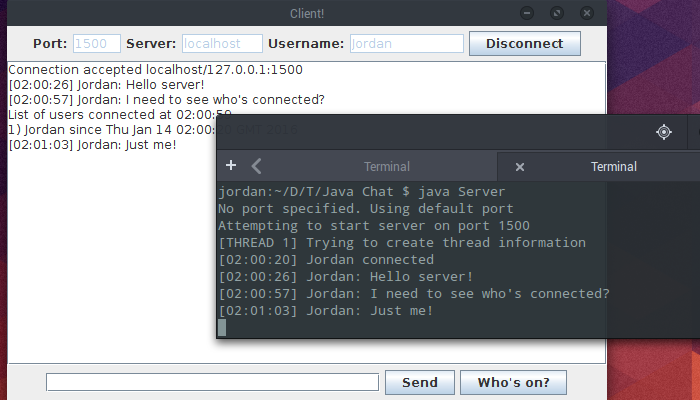 Client!
Port: 1500 Server: localhost Username: Jordan Disconnect
Connection accepted localhost/127.0.0.1:1500
[02:00:26] Jordan: Hello server!
[02:00:57] Jordan: I need to see who's connected?
List of users connected at 02:00:59
1) Jordan since Thu Jan 14 02:00:
[02:01:03] Jordan: Just me!
Terminal
Terminal
jordan:~/D/T/Java Chat $ java Server
No port specified. Using default port
Attempting to start server on port 1500
[THREAD 1] Trying to create thread information
[02:00:20] Jordan connected
[02:00:26] Jordan: Hello server!
[02:00:57] Jordan: I need to see who's connected?
[02:01:03] Jordan: Just me!
Send Who's on?